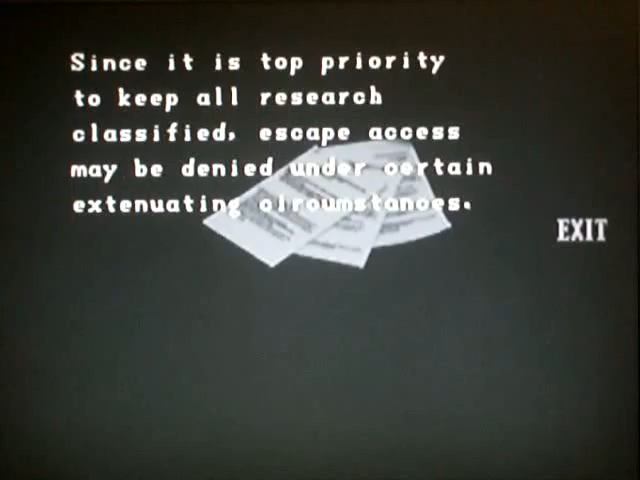 Since it is top priority
to keep all research
classified, escape access
may be denied under certain
extenuating circumstances.
EXIT